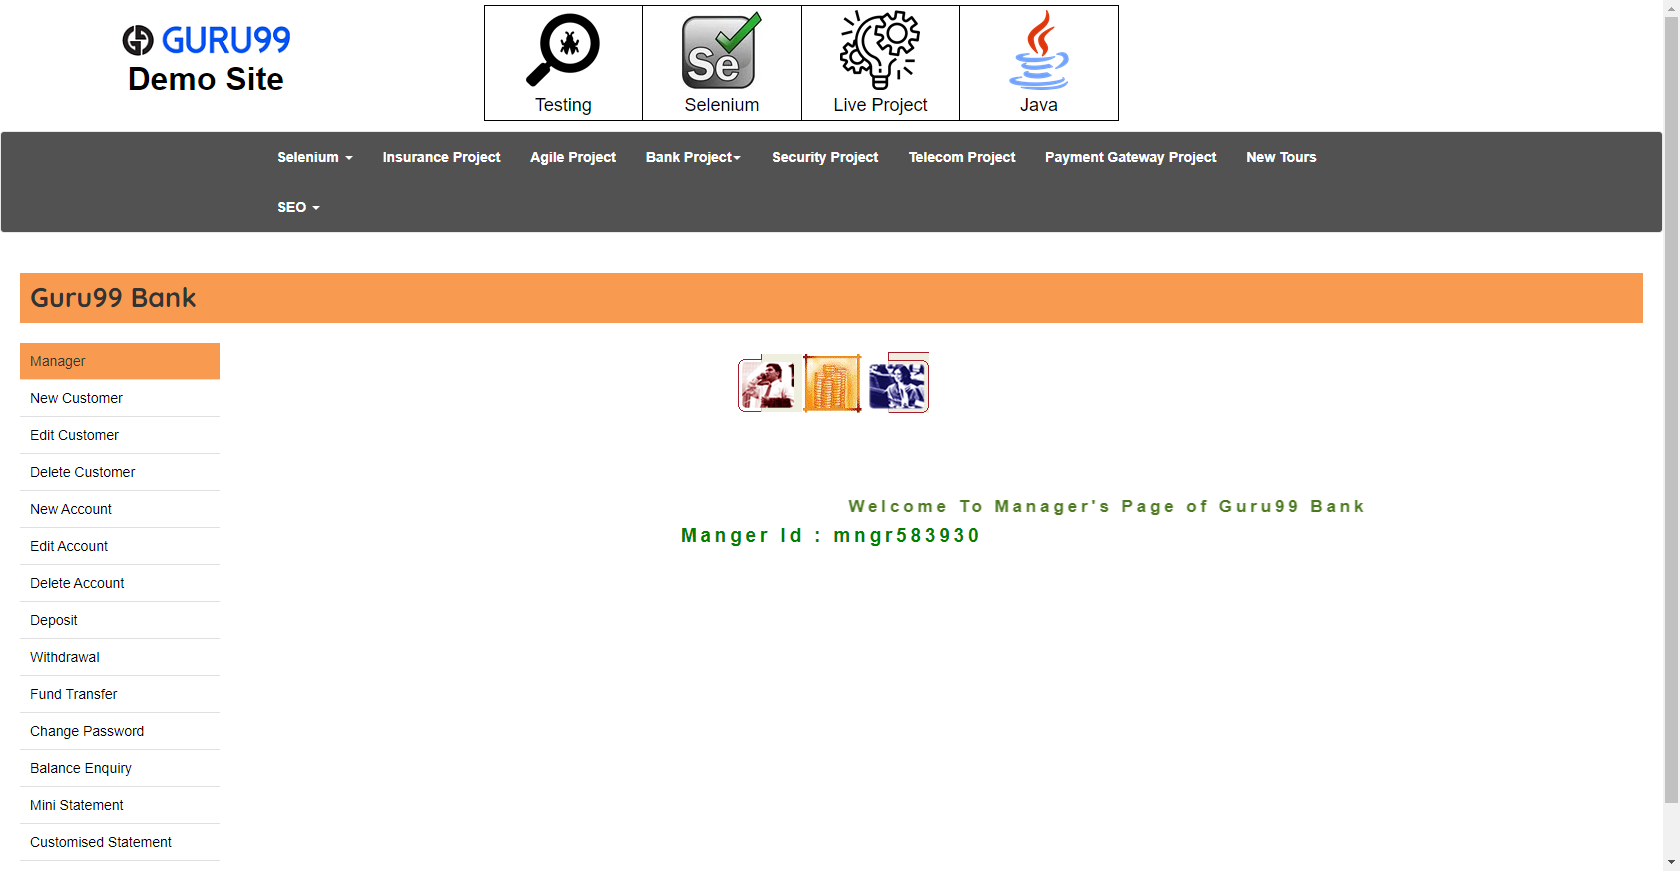 GURU99
Demo Site
Testing
Se
Selenium
Live Project
Java
Selenium Insurance Project Agile Project Bank Project Security Project Telecom Project Payment Gateway Project New Tours
SEO
Guru99 Bank
Manager
New Customer
Edit Customer
Delete Customer
New Account
Edit Account
Delete Account
Deposit
Withdrawal
Fund Transfer
Change Password
Balance Enquiry
Mini Statement
Customised Statement
Welcome To Manager's Page of Guru99 Bank
Manger Id : mngr583930